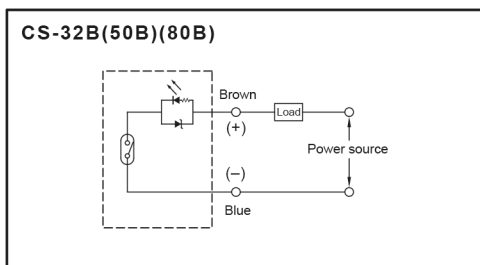 CS-32B(50B)(80B)
Brown
Load
(+)
Power source
(−)
Blue